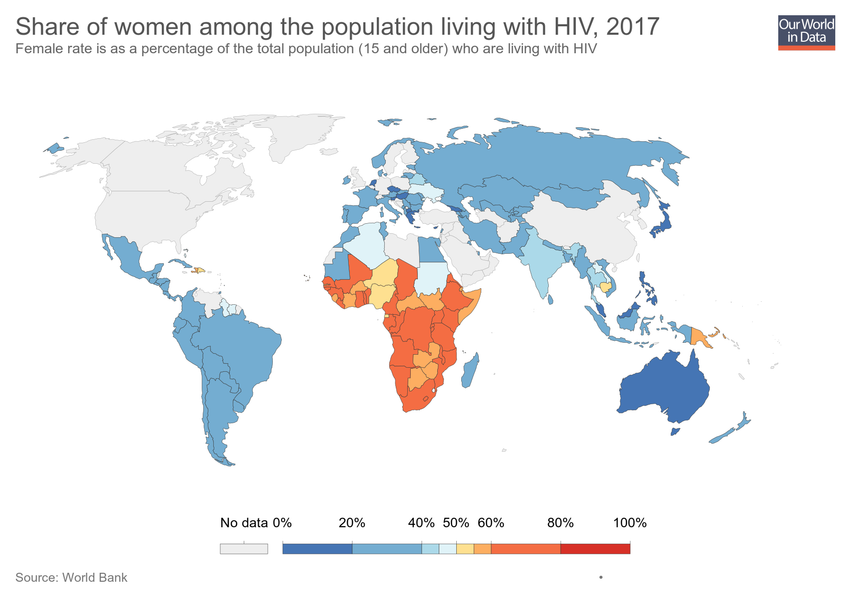 Share of women among the population living with HIV, 2017
Female rate is as a percentage of the total population (15 and older) who are living with HIV
Our World
in Data
No data 0% 20% 40% 50% 60% 80% 100%
Source: World Bank